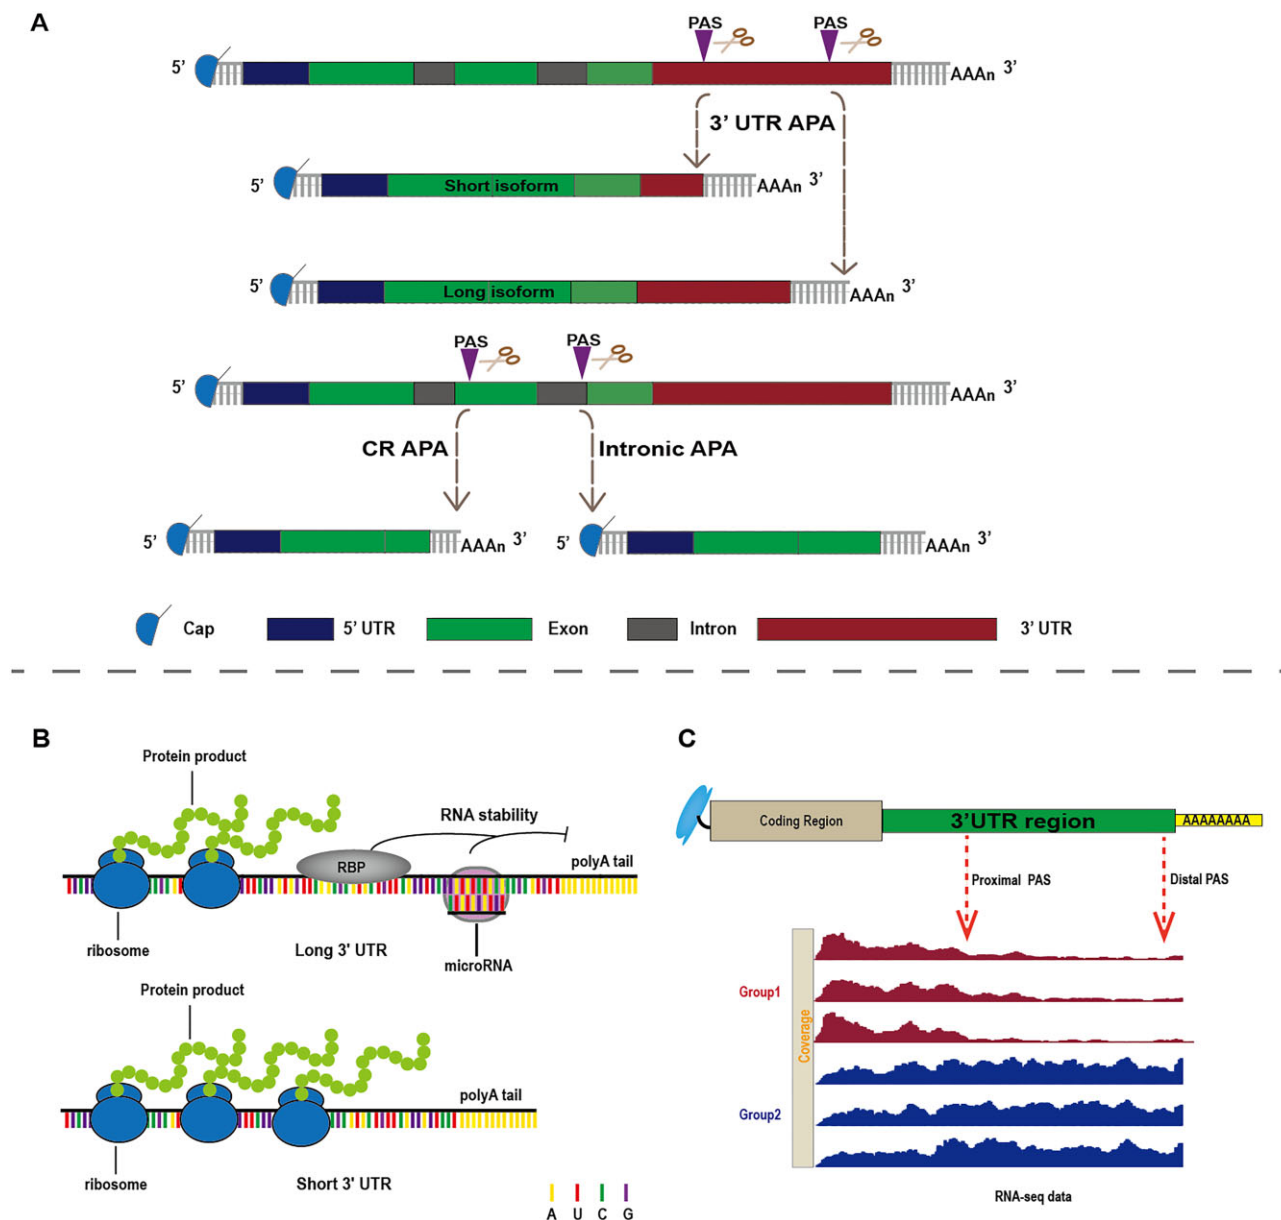 A
PAS PAS
5' AAAn 3'
3' UTR APA
5' Short isoform AAAn 3'
5' Long isoform AAAn 3'
PAS PAS
5' AAAn 3'
CR APA Intronic APA
5' AAAn 3' 5' AAAn 3'
Cap 5' UTR Exon Intron 3' UTR
B
Protein product
RNA stability
RBP
polyA tail
ribosome
Long 3' UTR
microRNA
Protein product
polyA tail
ribosome
Short 3' UTR
A U C G
C
Coding Region 3'UTR region AAAAAAAA
Proximal PAS Distal PAS
Group1
Coverage
Group2
RNA-seq data